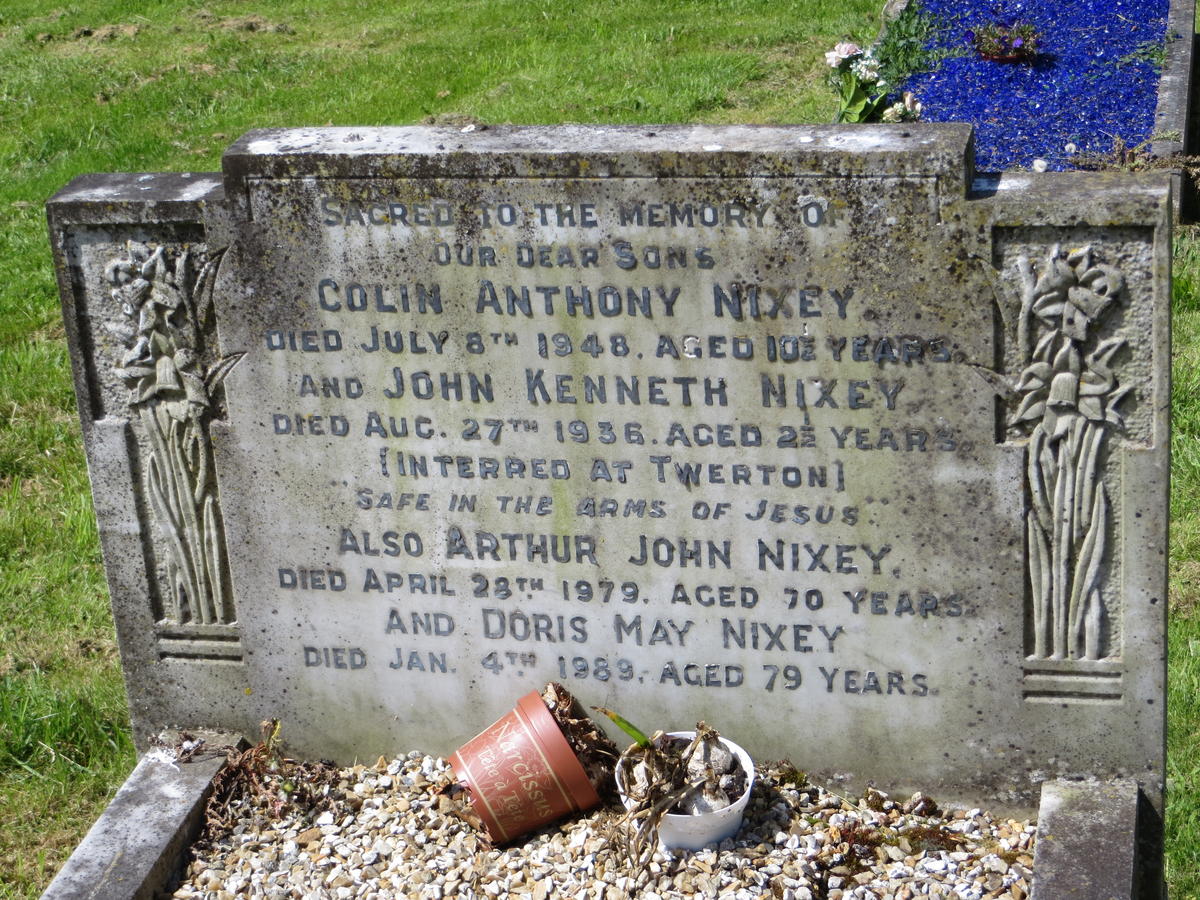 SACRED TO THE MEMORY OF
OUR DEAR SONS
COLIN ANTHONY NIXEY.
DIED JULY 8TH 1948. AGED 10½ YEARS.
AND JOHN KENNETH NIXEY
DIED AUG. 27TH 1936. AGED 2½ YEARS.
[INTERRED AT TWERTON]
SAFE IN THE ARMS OF JESUS
ALSO ARTHUR JOHN NIXEY.
DIED APRIL 28TH 1979. AGED 70 YEARS.
AND DORIS MAY NIXEY
DIED JAN. 4TH 1989. AGED 79 YEARS.
Narcissus
Tête a Tête